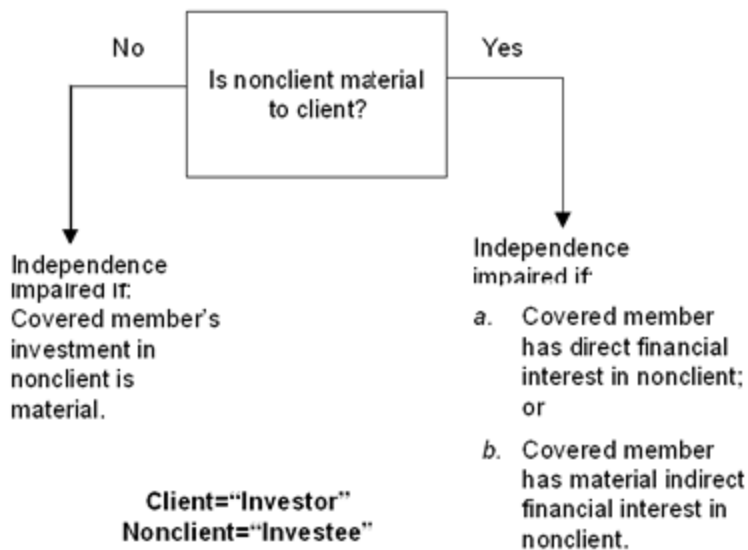 No
Yes
Is nonclient material
to client?
Independence
impaired if:
Covered member's
investment in
nonclient is
material.
Independence
impaired if:
a. Covered member
has direct financial
interest in nonclient;
or
b. Covered member
has material indirect
financial interest in
nonclient.
Client="Investor"
Nonclient="Investee"